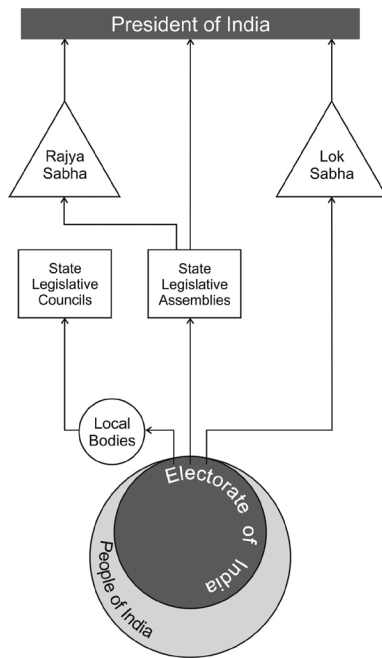 President of India
Rajya
Sabha
Lok
Sabha
State
Legislative
Councils
State
Legislative
Assemblies
Local
Bodies
Electorate of India
People of India